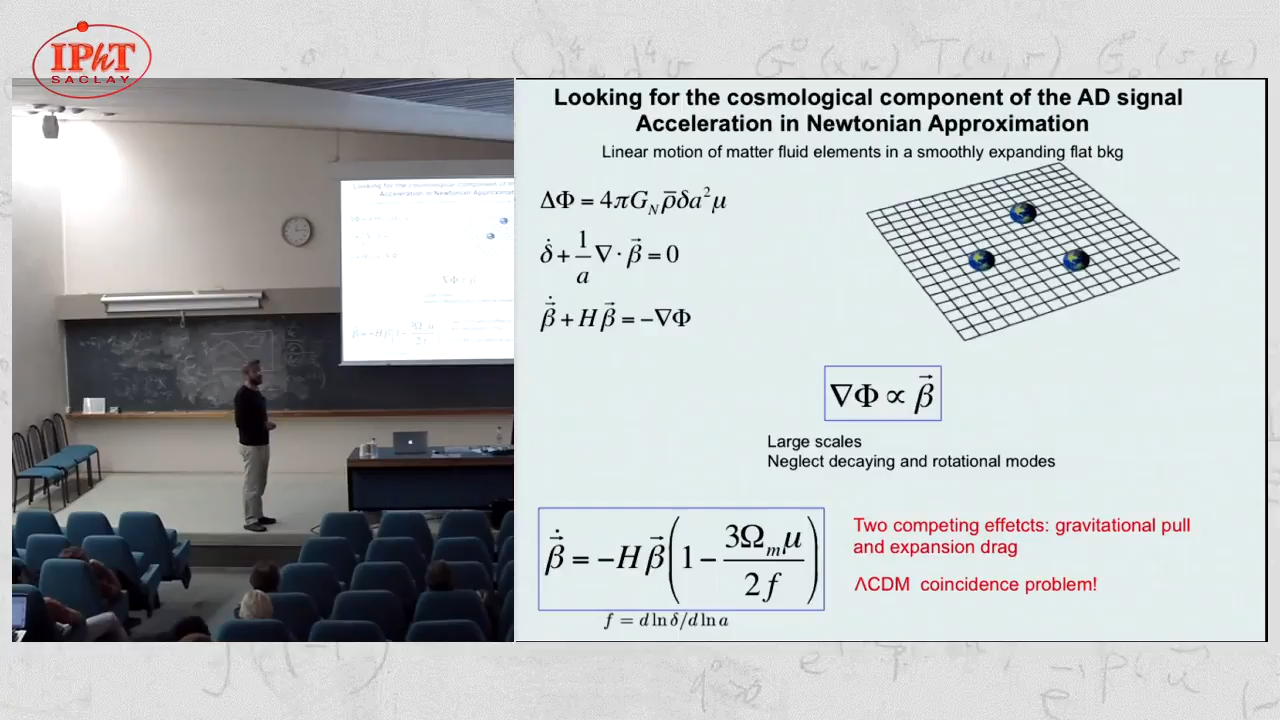 IPhT
SACLAY
Looking for the cosmological component of the AD signal
Acceleration in Newtonian Approximation
Linear motion of matter fluid elements in a smoothly expanding flat bkg
ΔΦ = 4πG_N ρ̅δa²μ
δ̇ + 1/a ∇ · β⃗ = 0
β⃗̇ + Hβ⃗ = −∇Φ
∇Φ ∝ β⃗
Large scales
Neglect decaying and rotational modes
β⃗̇ = −Hβ⃗(1 − 3Ω_mμ/2f)
Two competing effetcts: gravitational pull
and expansion drag
ΛCDM coincidence problem!
f = d ln δ/d ln a